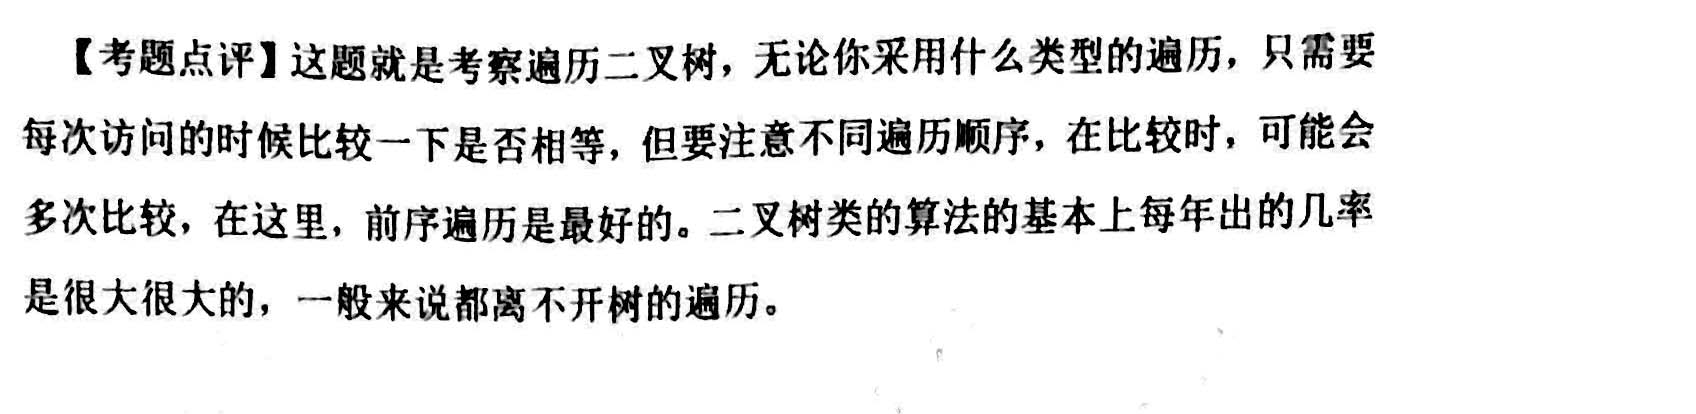 【考题点评】这题就是考察遍历二叉树，无论你采用什么类型的遍历，只需要
每次访问的时候比较一下是否相等，但要注意不同遍历顺序，在比较时，可能会
多次比较，在这里，前序遍历是最好的。二叉树类的算法的基本上每年出的几率
是很大很大的，一般来说都离不开树的遍历。